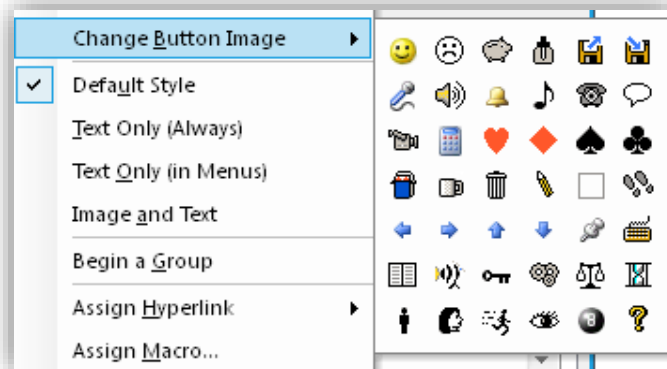 Change Button Image
Default Style
Text Only (Always)
Text Only (in Menus)
Image and Text
Begin a Group
Assign Hyperlink
Assign Macro...